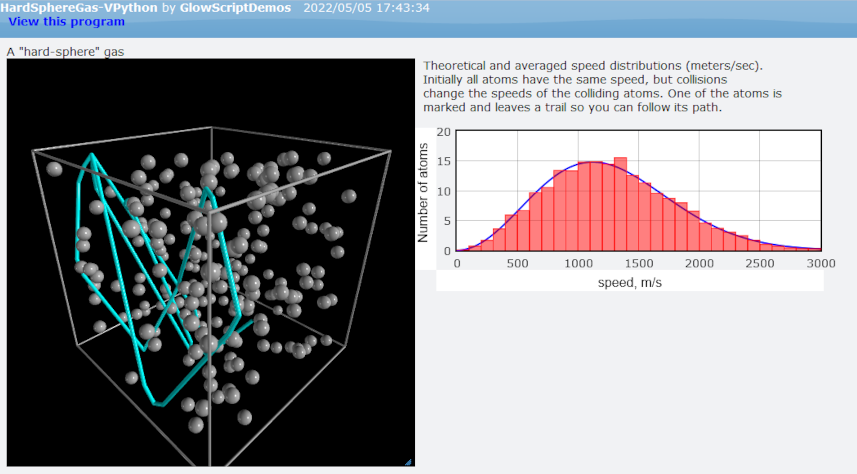 HardSphereGas-VPython by GlowScriptDemos 2022/05/05 17:43:34
View this program
A "hard-sphere" gas
Theoretical and averaged speed distributions (meters/sec).
Initially all atoms have the same speed, but collisions
change the speeds of the colliding atoms. One of the atoms is
marked and leaves a trail so you can follow its path.
20
15
10
5
0
Number of atoms
0 500 1000 1500 2000 2500 3000
speed, m/s